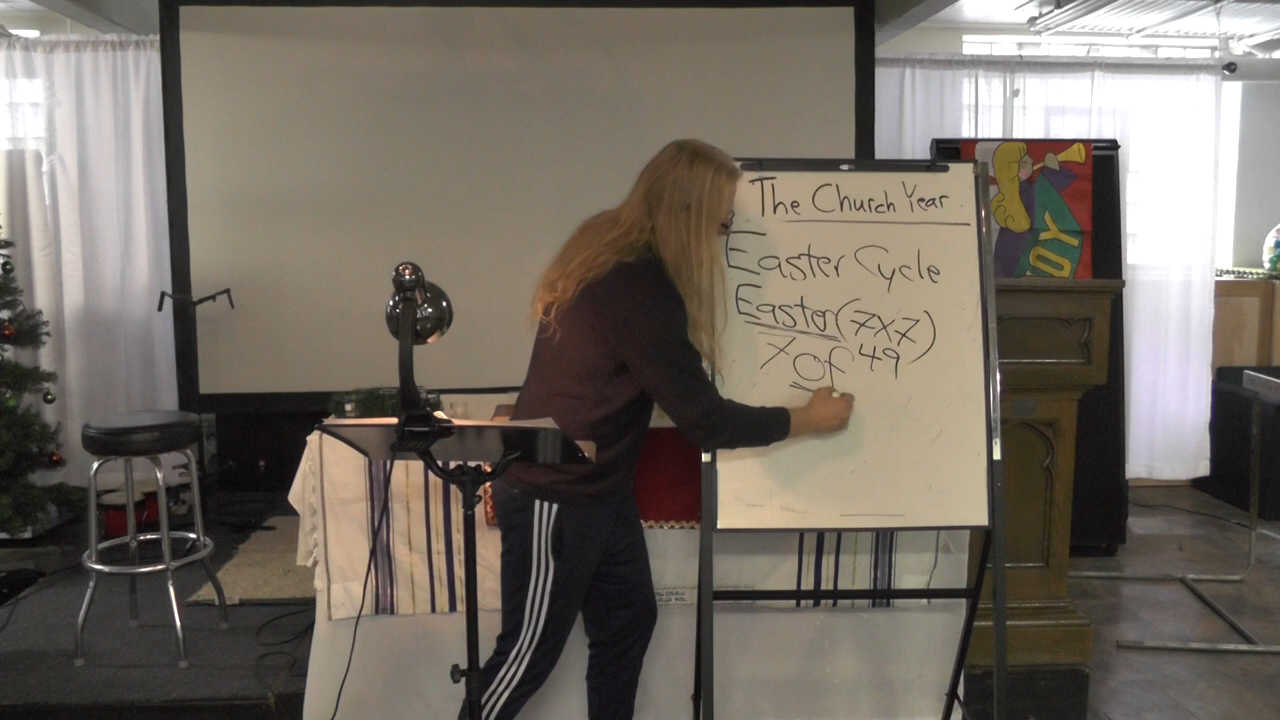 The Church Year
Easter Cycle
Easter (7x7)
7 of 49
JOY